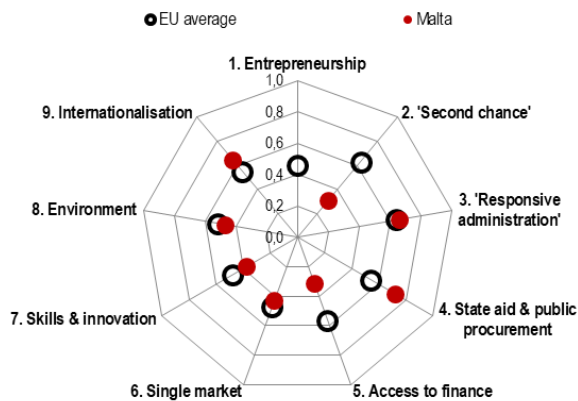 EU average
Malta
1. Entrepreneurship
1,0
0,8
0,6
0,4
0,2
0,0
2. 'Second chance'
3. 'Responsive
administration'
4. State aid & public
procurement
5. Access to finance
6. Single market
7. Skills & innovation
8. Environment
9. Internationalisation